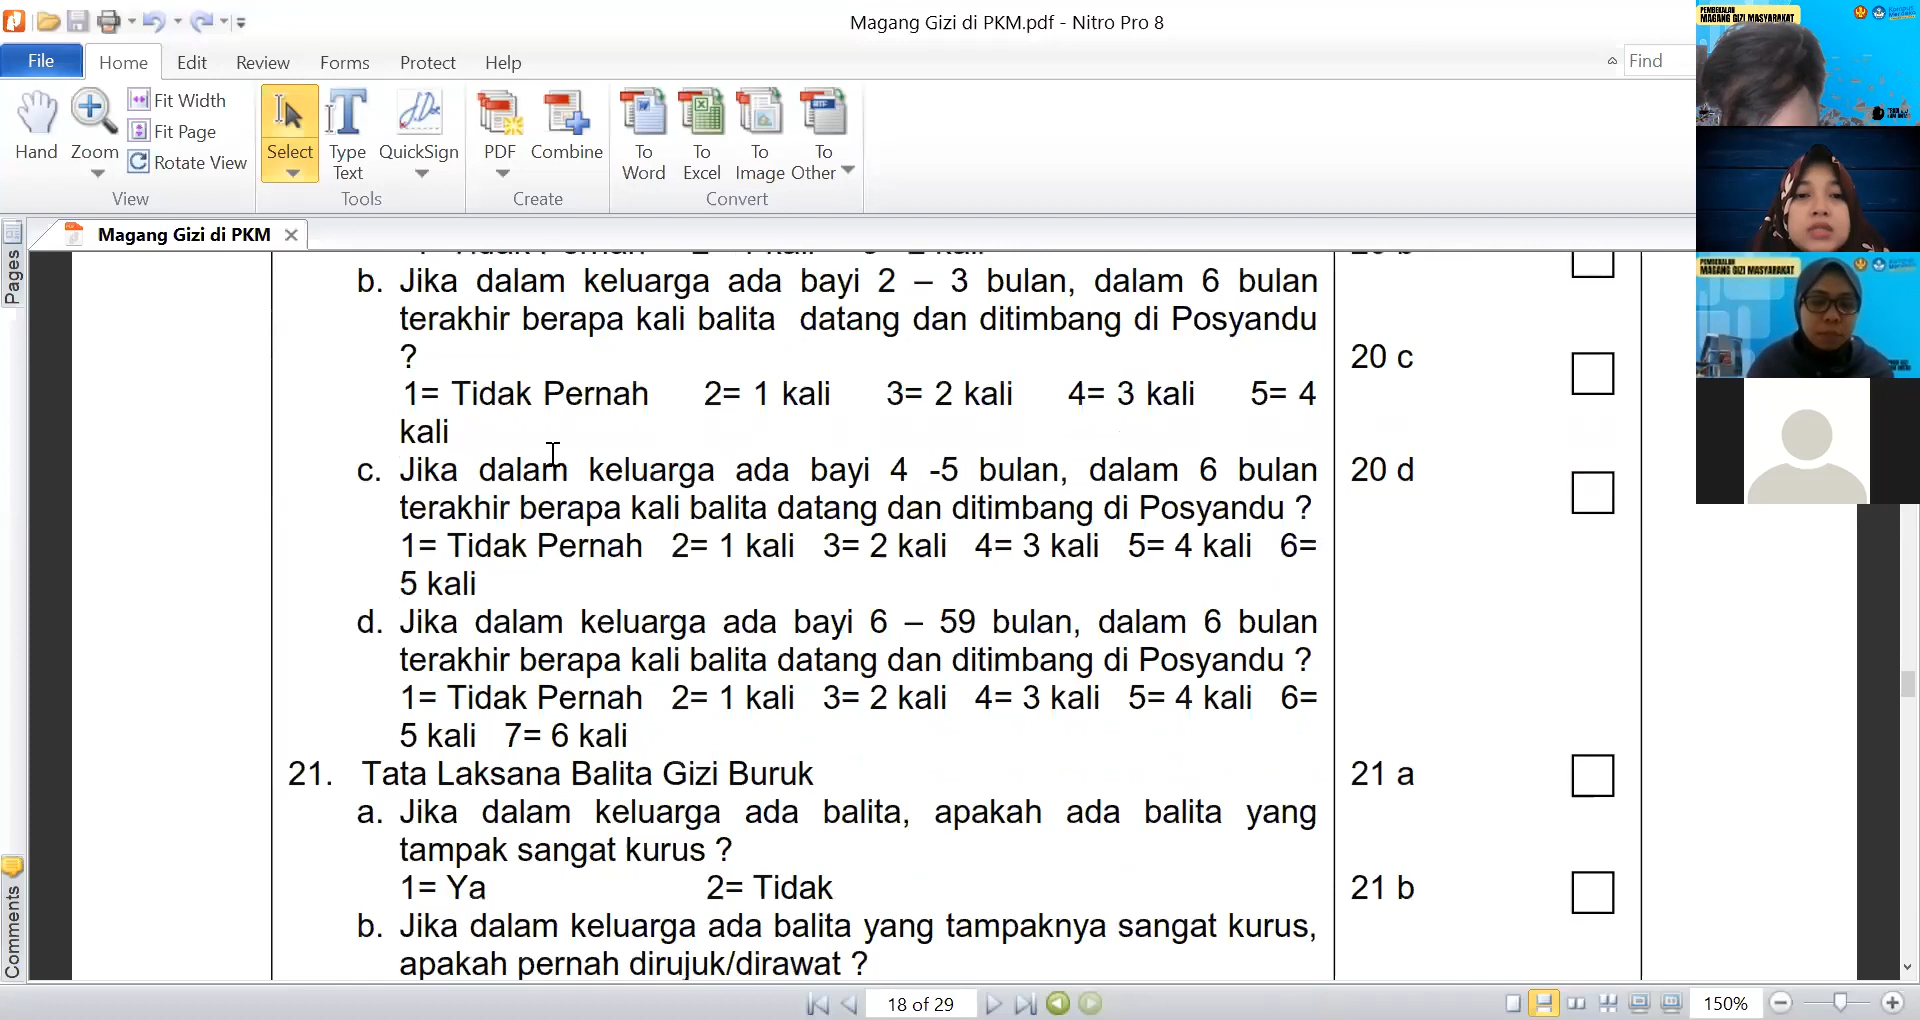 Magang Gizi di PKM.pdf - Nitro Pro 8
File Home Edit Review Forms Protect Help
Find
Hand
Zoom
Fit Width
Fit Page
Rotate View
View
Select
Type Text
QuickSign
Tools
PDF
Combine
Create
To Word
To Excel
To Image
To Other
Convert
Magang Gizi di PKM
Pages
Comments
b. Jika dalam keluarga ada bayi 2 – 3 bulan, dalam 6 bulan
terakhir berapa kali balita datang dan ditimbang di Posyandu
?
20 c
1= Tidak Pernah 2= 1 kali 3= 2 kali 4= 3 kali 5= 4
kali
c. Jika dalam keluarga ada bayi 4 -5 bulan, dalam 6 bulan
20 d
terakhir berapa kali balita datang dan ditimbang di Posyandu ?
1= Tidak Pernah 2= 1 kali 3= 2 kali 4= 3 kali 5= 4 kali 6=
5 kali
d. Jika dalam keluarga ada bayi 6 – 59 bulan, dalam 6 bulan
terakhir berapa kali balita datang dan ditimbang di Posyandu ?
1= Tidak Pernah 2= 1 kali 3= 2 kali 4= 3 kali 5= 4 kali 6=
5 kali 7= 6 kali
21. Tata Laksana Balita Gizi Buruk
21 a
a. Jika dalam keluarga ada balita, apakah ada balita yang
tampak sangat kurus ?
1= Ya 2= Tidak
21 b
b. Jika dalam keluarga ada balita yang tampaknya sangat kurus,
apakah pernah dirujuk/dirawat ?
18 of 29
150%
PEMBEKALAN
MAGANG GIZI MASYARAKAT
PEMBEKALAN
MAGANG GIZI MASYARAKAT